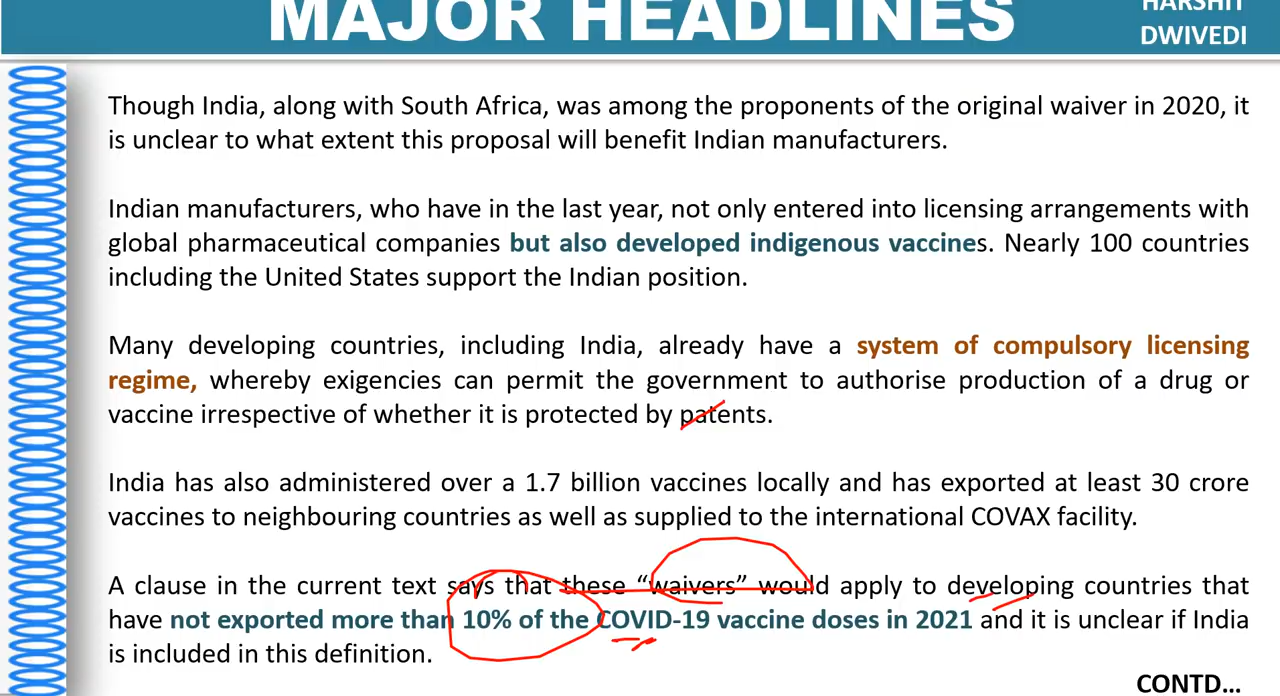 MAJOR HEADLINES
HARSHIT
DWIVEDI
Though India, along with South Africa, was among the proponents of the original waiver in 2020, it
is unclear to what extent this proposal will benefit Indian manufacturers.
Indian manufacturers, who have in the last year, not only entered into licensing arrangements with
global pharmaceutical companies but also developed indigenous vaccines. Nearly 100 countries
including the United States support the Indian position.
Many developing countries, including India, already have a system of compulsory licensing
regime, whereby exigencies can permit the government to authorise production of a drug or
vaccine irrespective of whether it is protected by patents.
India has also administered over a 1.7 billion vaccines locally and has exported at least 30 crore
vaccines to neighbouring countries as well as supplied to the international COVAX facility.
A clause in the current text says that these “waivers” would apply to developing countries that
have not exported more than 10% of the COVID-19 vaccine doses in 2021 and it is unclear if India
is included in this definition.
CONTD…